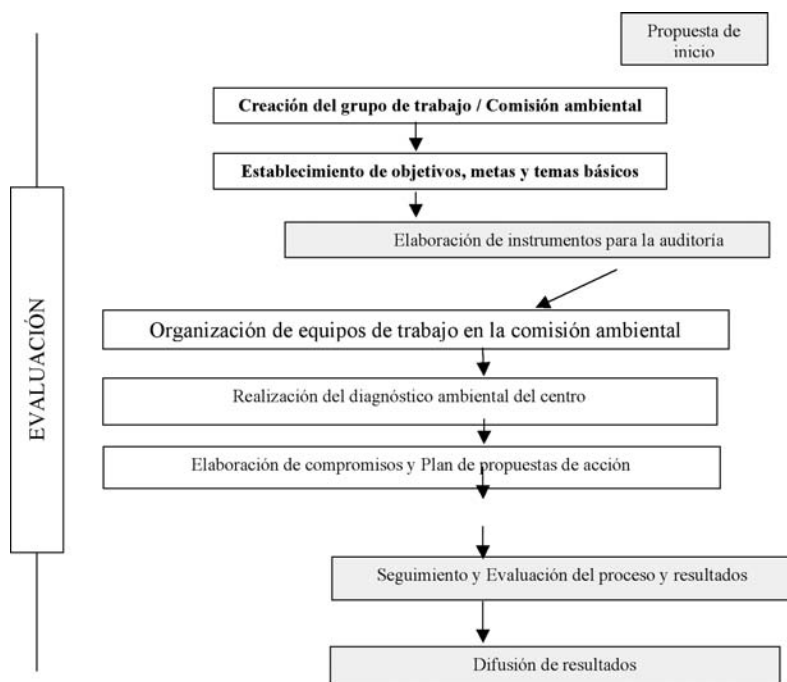 Propuesta de
inicio
Creación del grupo de trabajo / Comisión ambiental
Establecimiento de objetivos, metas y temas básicos
Elaboración de instrumentos para la auditoría
Organización de equipos de trabajo en la comisión ambiental
Realización del diagnóstico ambiental del centro
Elaboración de compromisos y Plan de propuestas de acción
Seguimiento y Evaluación del proceso y resultados
Difusión de resultados
EVALUACIÓN